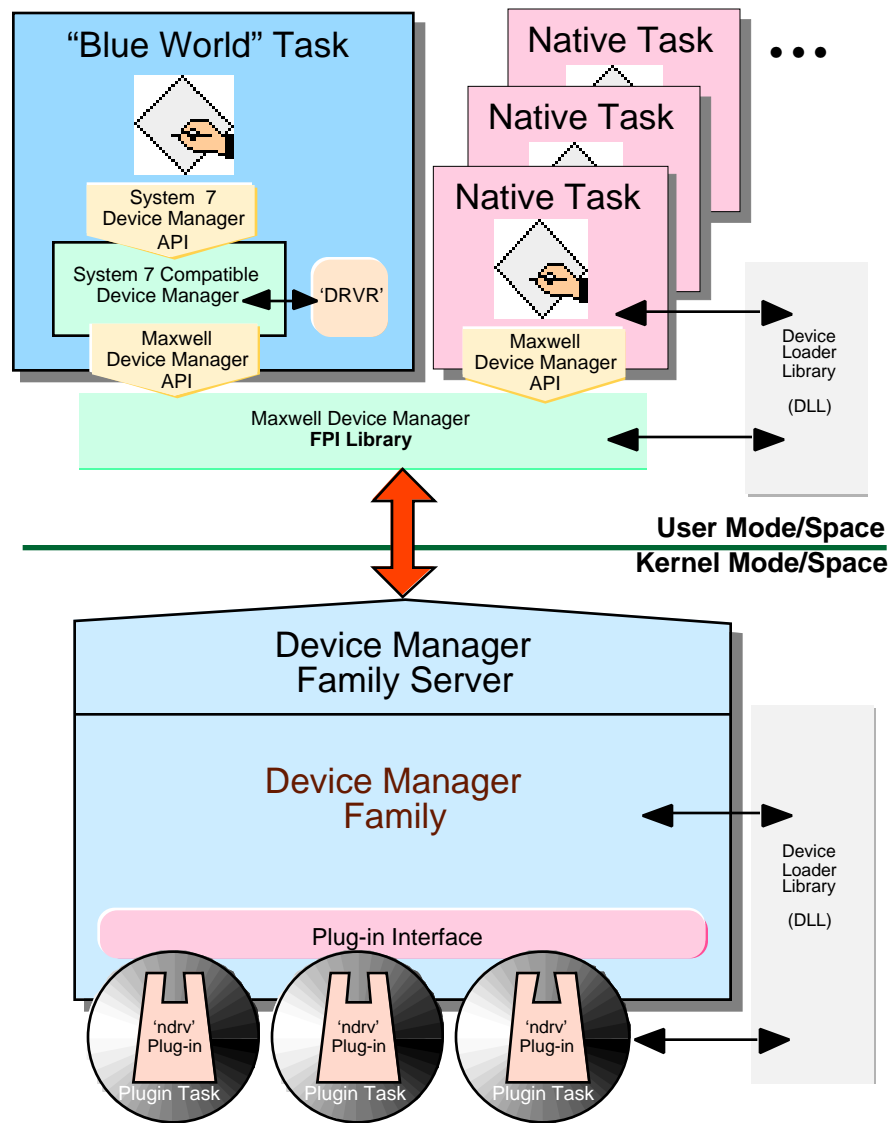 “Blue World” Task
System 7
Device Manager
API
System 7 Compatible
Device Manager
‘DRVR’
Maxwell
Device Manager
API
Native Task
• • •
Native Task
Native Task
Maxwell
Device Manager
API
Device
Loader
Library
(DLL)
Maxwell Device Manager
FPI Library
User Mode/Space
Kernel Mode/Space
Device Manager
Family Server
Device Manager
Family
Device
Loader
Library
(DLL)
Plug-in Interface
‘ndrv’
Plug-in
Plugin Task
‘ndrv’
Plug-in
Plugin Task
‘ndrv’
Plug-in
Plugin Task